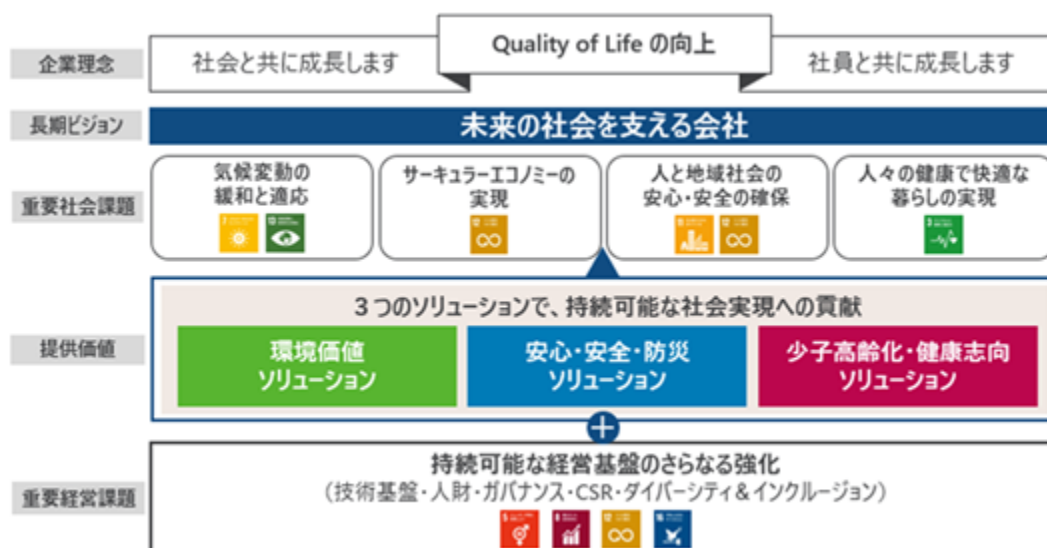 企業理念
社会と共に成長します
Quality of Life の向上
社員と共に成長します
長期ビジョン
未来の社会を支える会社
重要社会課題
気候変動の
緩和と適応
7
13
サーキュラーエコノミーの
実現
12
人と地域社会の
安心・安全の確保
11
12
人々の健康で快適な
暮らしの実現
3
提供価値
3つのソリューションで、持続可能な社会実現への貢献
環境価値
ソリューション
安心・安全・防災
ソリューション
少子高齢化・健康志向
ソリューション
重要経営課題
持続可能な経営基盤のさらなる強化
（技術基盤・人財・ガバナンス・CSR・ダイバーシティ&インクルージョン）
5
8
12
16